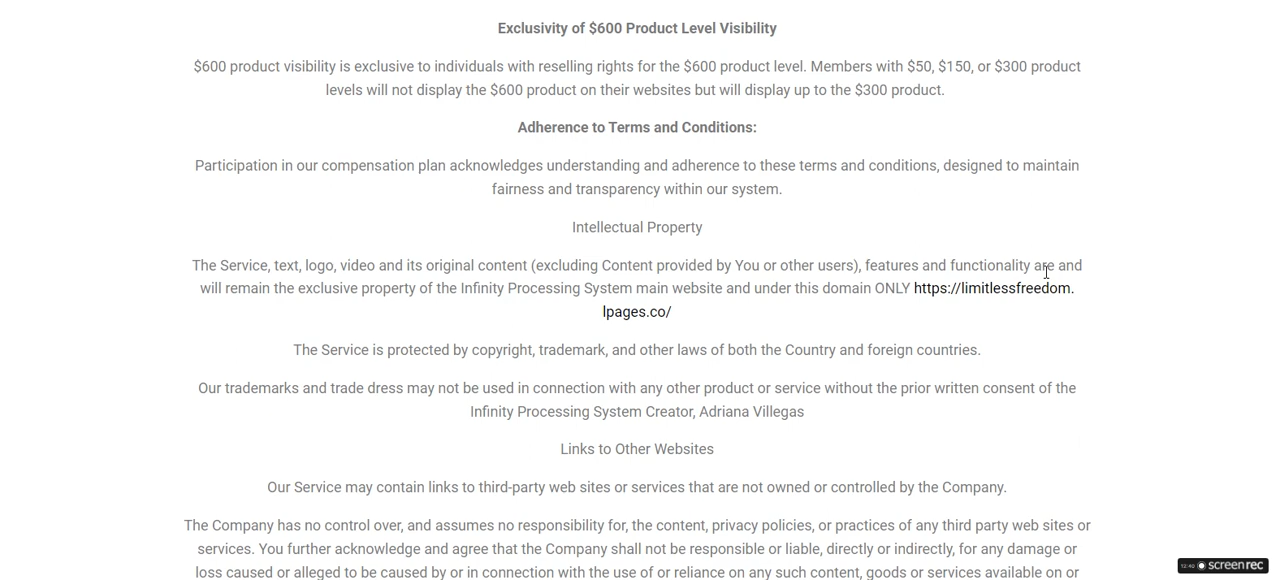 Exclusivity of $600 Product Level Visibility
$600 product visibility is exclusive to individuals with reselling rights for the $600 product level. Members with $50, $150, or $300 product
levels will not display the $600 product on their websites but will display up to the $300 product.
Adherence to Terms and Conditions:
Participation in our compensation plan acknowledges understanding and adherence to these terms and conditions, designed to maintain
fairness and transparency within our system.
Intellectual Property
The Service, text, logo, video and its original content (excluding Content provided by You or other users), features and functionality are and
will remain the exclusive property of the Infinity Processing System main website and under this domain ONLY https://limitlessfreedom.
lpages.co/
The Service is protected by copyright, trademark, and other laws of both the Country and foreign countries.
Our trademarks and trade dress may not be used in connection with any other product or service without the prior written consent of the
Infinity Processing System Creator, Adriana Villegas
Links to Other Websites
Our Service may contain links to third-party web sites or services that are not owned or controlled by the Company.
The Company has no control over, and assumes no responsibility for, the content, privacy policies, or practices of any third party web sites or
services. You further acknowledge and agree that the Company shall not be responsible or liable, directly or indirectly, for any damage or
loss caused or alleged to be caused by or in connection with the use of or reliance on any such content, goods or services available on or
12:40 screenrec